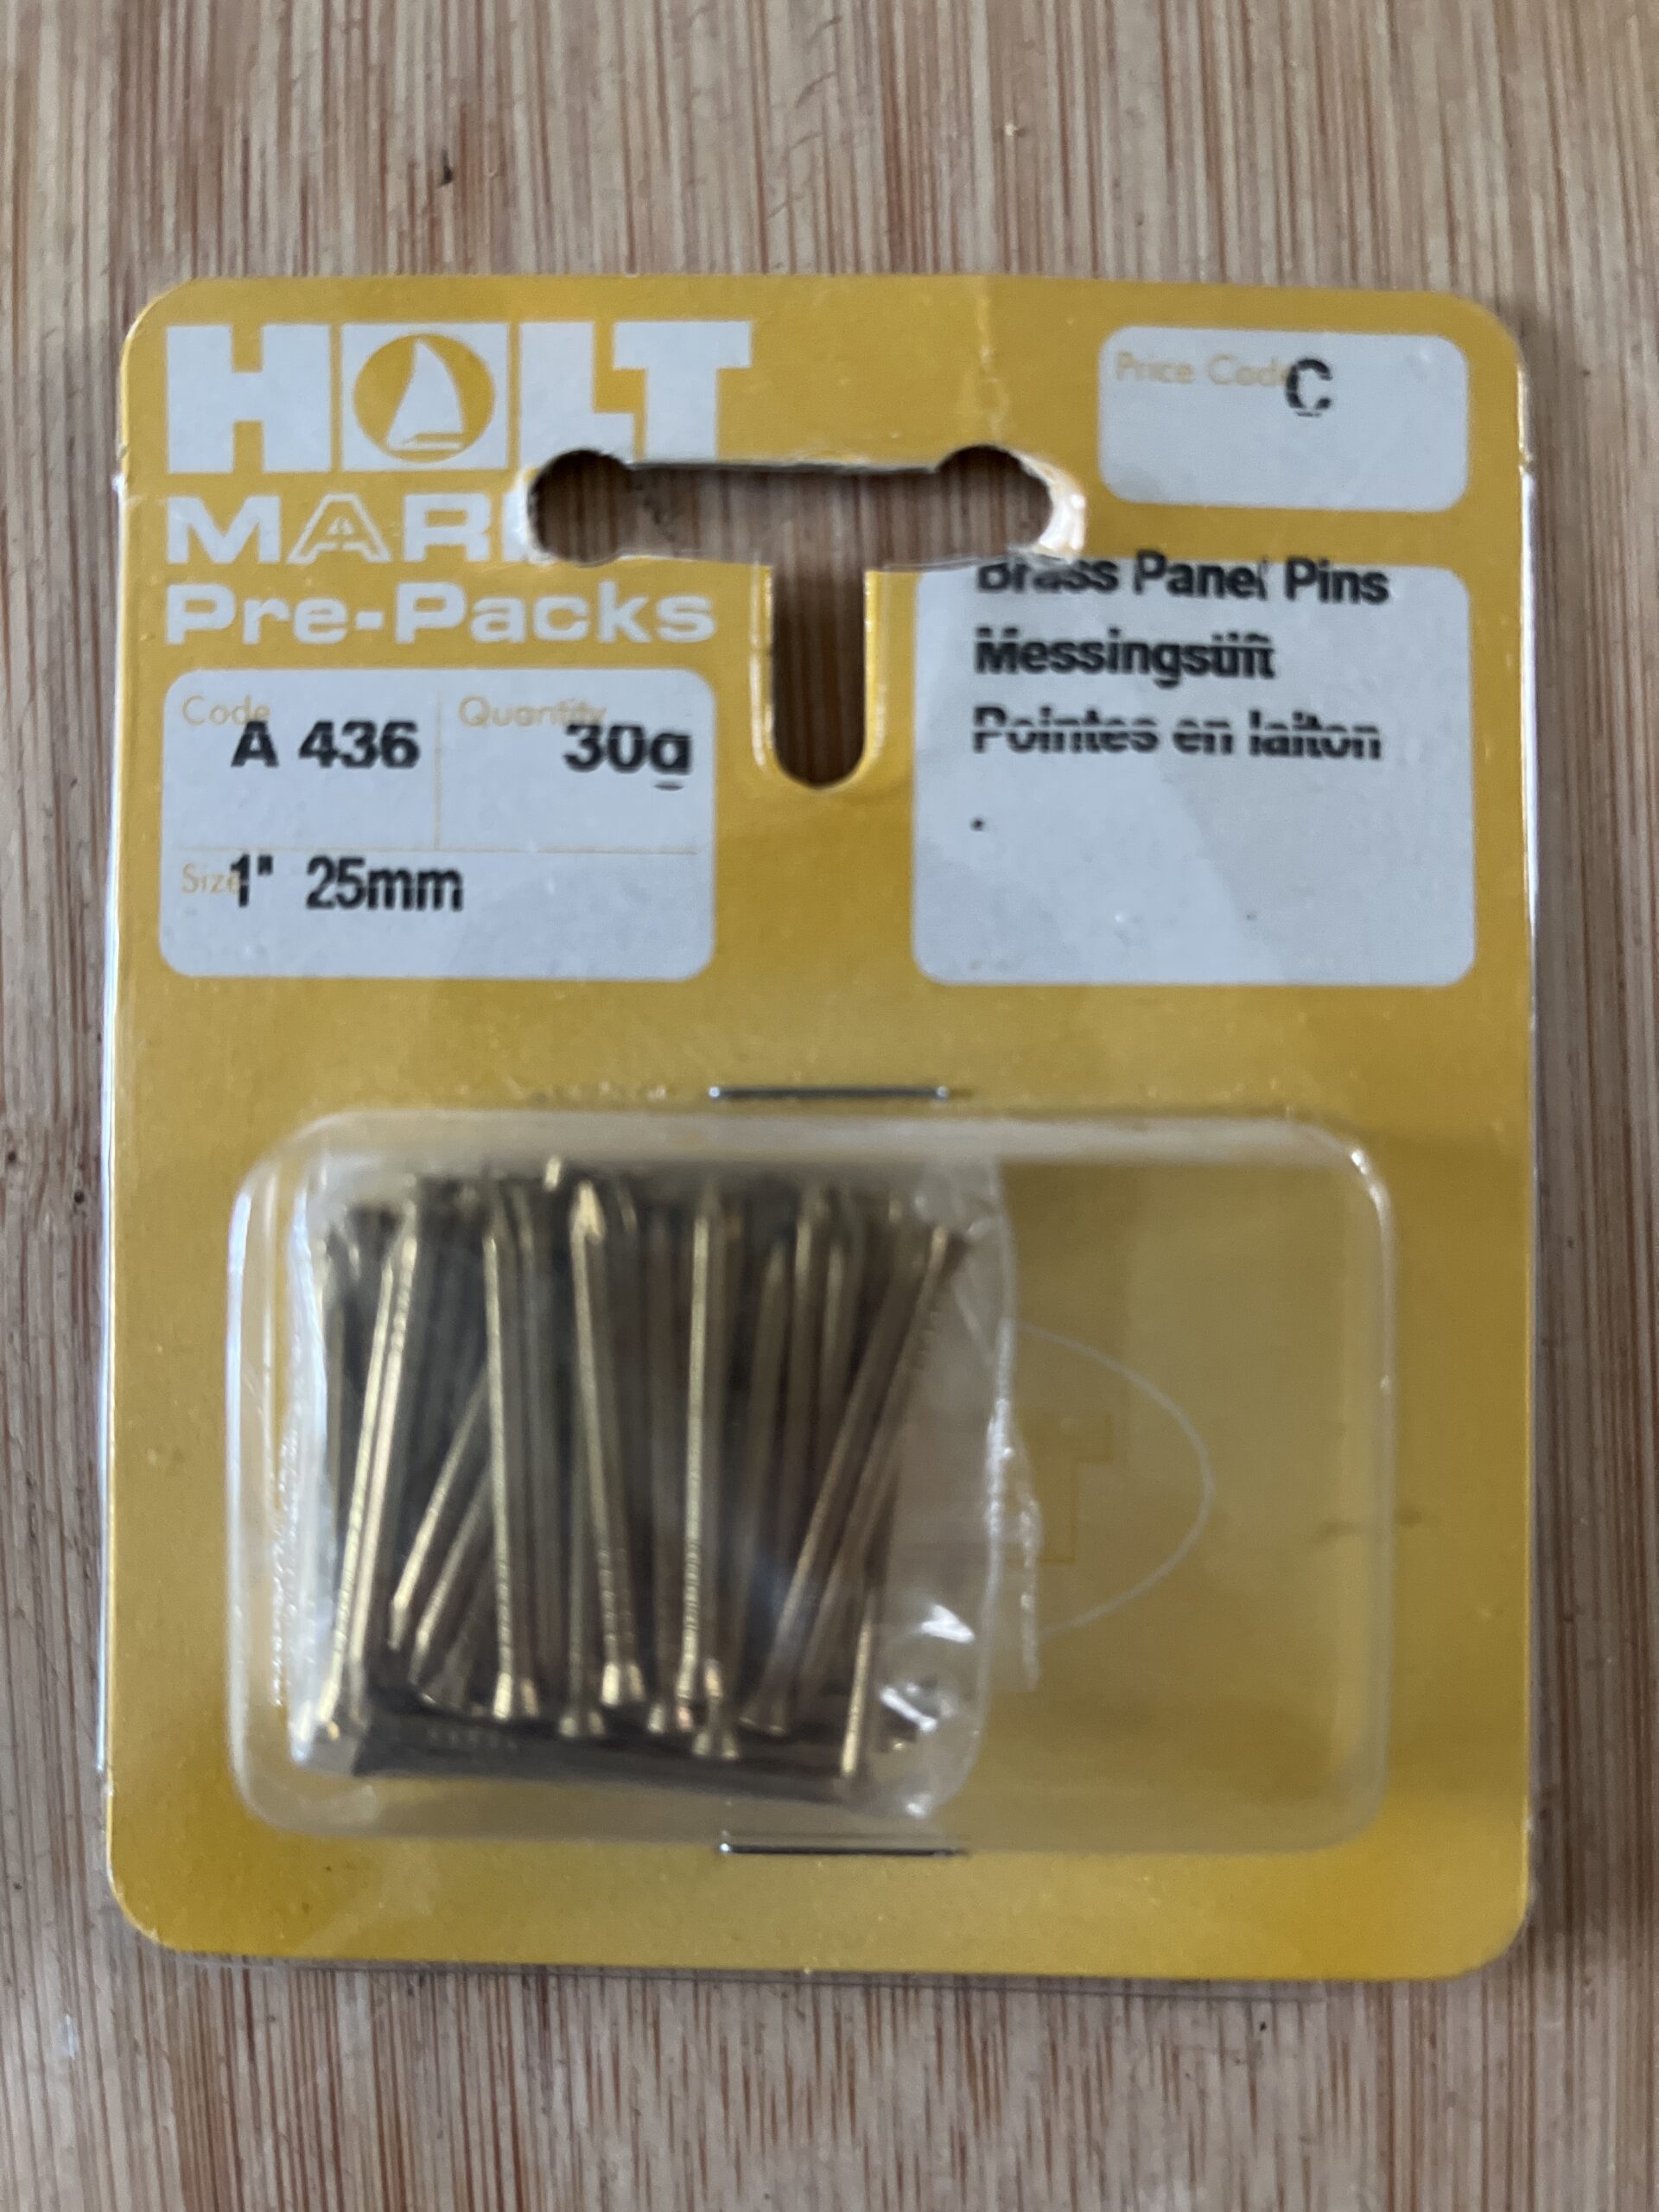 HOLT
MARI
Pre-Packs
Price Code C
Code A 436
Quantity 30g
Size 1" 25mm
Brass Panel Pins
Messingstift
Pointes en laiton